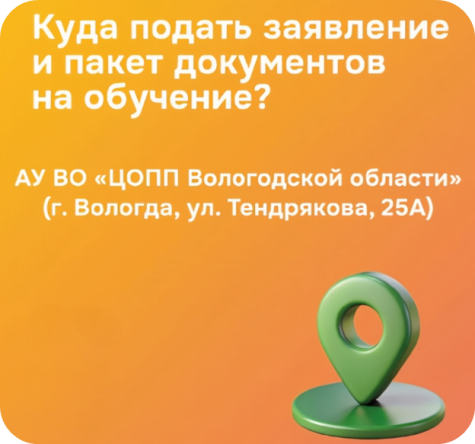 Куда подать заявление
и пакет документов
на обучение?
АУ ВО «ЦОПП Вологодской области»
(г. Вологда, ул. Тендрякова, 25А)